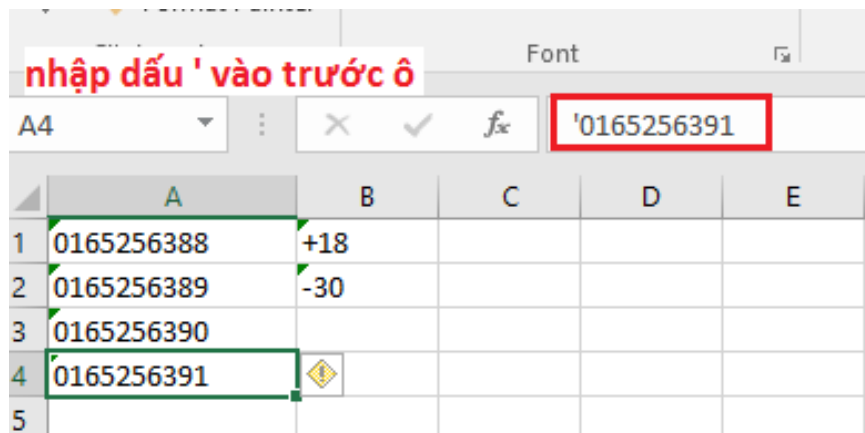 Font
nhập dấu ' vào trước ô
A4 fx '0165256391
A B C D E
1 0165256388 +18
2 0165256389 -30
3 0165256390
4 0165256391
5